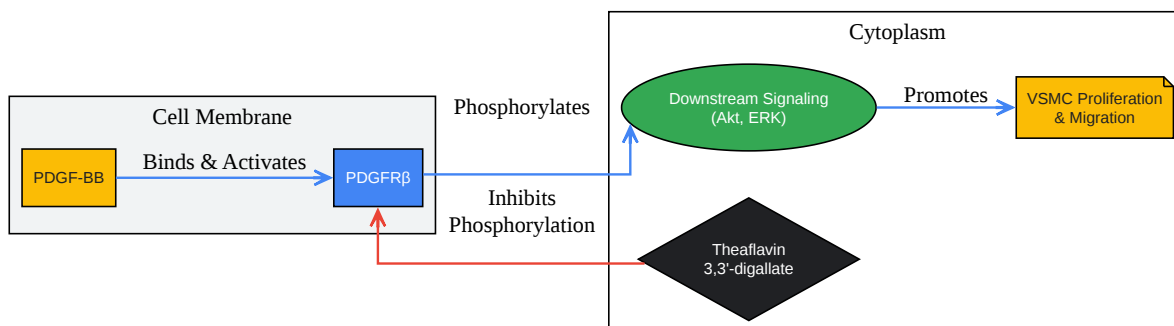 Cytoplasm
Cell Membrane
PDGF-BB
Binds & Activates
PDGFRβ
Phosphorylates
Downstream Signaling
(Akt, ERK)
Promotes
VSMC Proliferation
& Migration
Inhibits
Phosphorylation
Theaflavin
3,3'-digallate